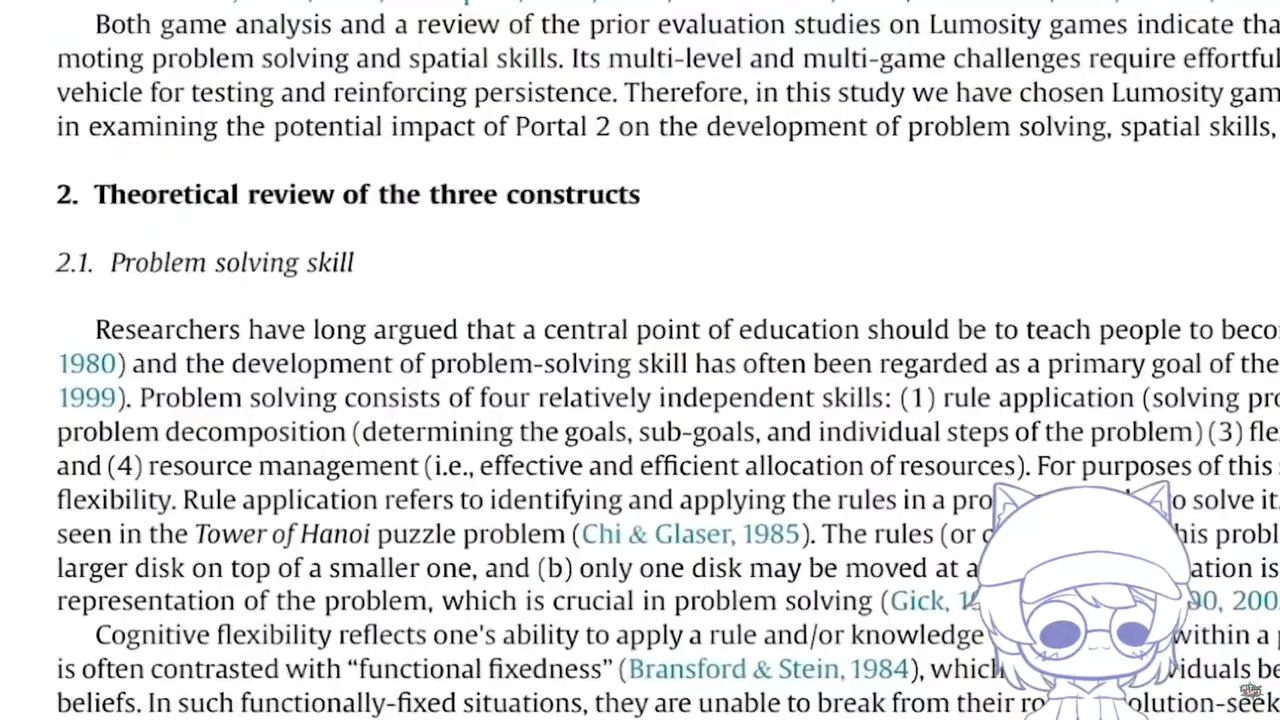 Both game analysis and a review of the prior evaluation studies on Lumosity games indicate tha
moting problem solving and spatial skills. Its multi-level and multi-game challenges require effortful
vehicle for testing and reinforcing persistence. Therefore, in this study we have chosen Lumosity gam
in examining the potential impact of Portal 2 on the development of problem solving, spatial skills,
2. Theoretical review of the three constructs
2.1. Problem solving skill
Researchers have long argued that a central point of education should be to teach people to beco
1980) and the development of problem-solving skill has often been regarded as a primary goal of the
1999). Problem solving consists of four relatively independent skills: (1) rule application (solving pro
problem decomposition (determining the goals, sub-goals, and individual steps of the problem) (3) fle
and (4) resource management (i.e., effective and efficient allocation of resources). For purposes of this
flexibility. Rule application refers to identifying and applying the rules in a pro o solve it
seen in the Tower of Hanoi puzzle problem (Chi & Glaser, 1985). The rules (or c his probl
larger disk on top of a smaller one, and (b) only one disk may be moved at a ation is
representation of the problem, which is crucial in problem solving (Gick, 1 90, 200
Cognitive flexibility reflects one's ability to apply a rule and/or knowledge within a p
is often contrasted with “functional fixedness” (Bransford & Stein, 1984), which viduals be
beliefs. In such functionally-fixed situations, they are unable to break from their ro olution-seek